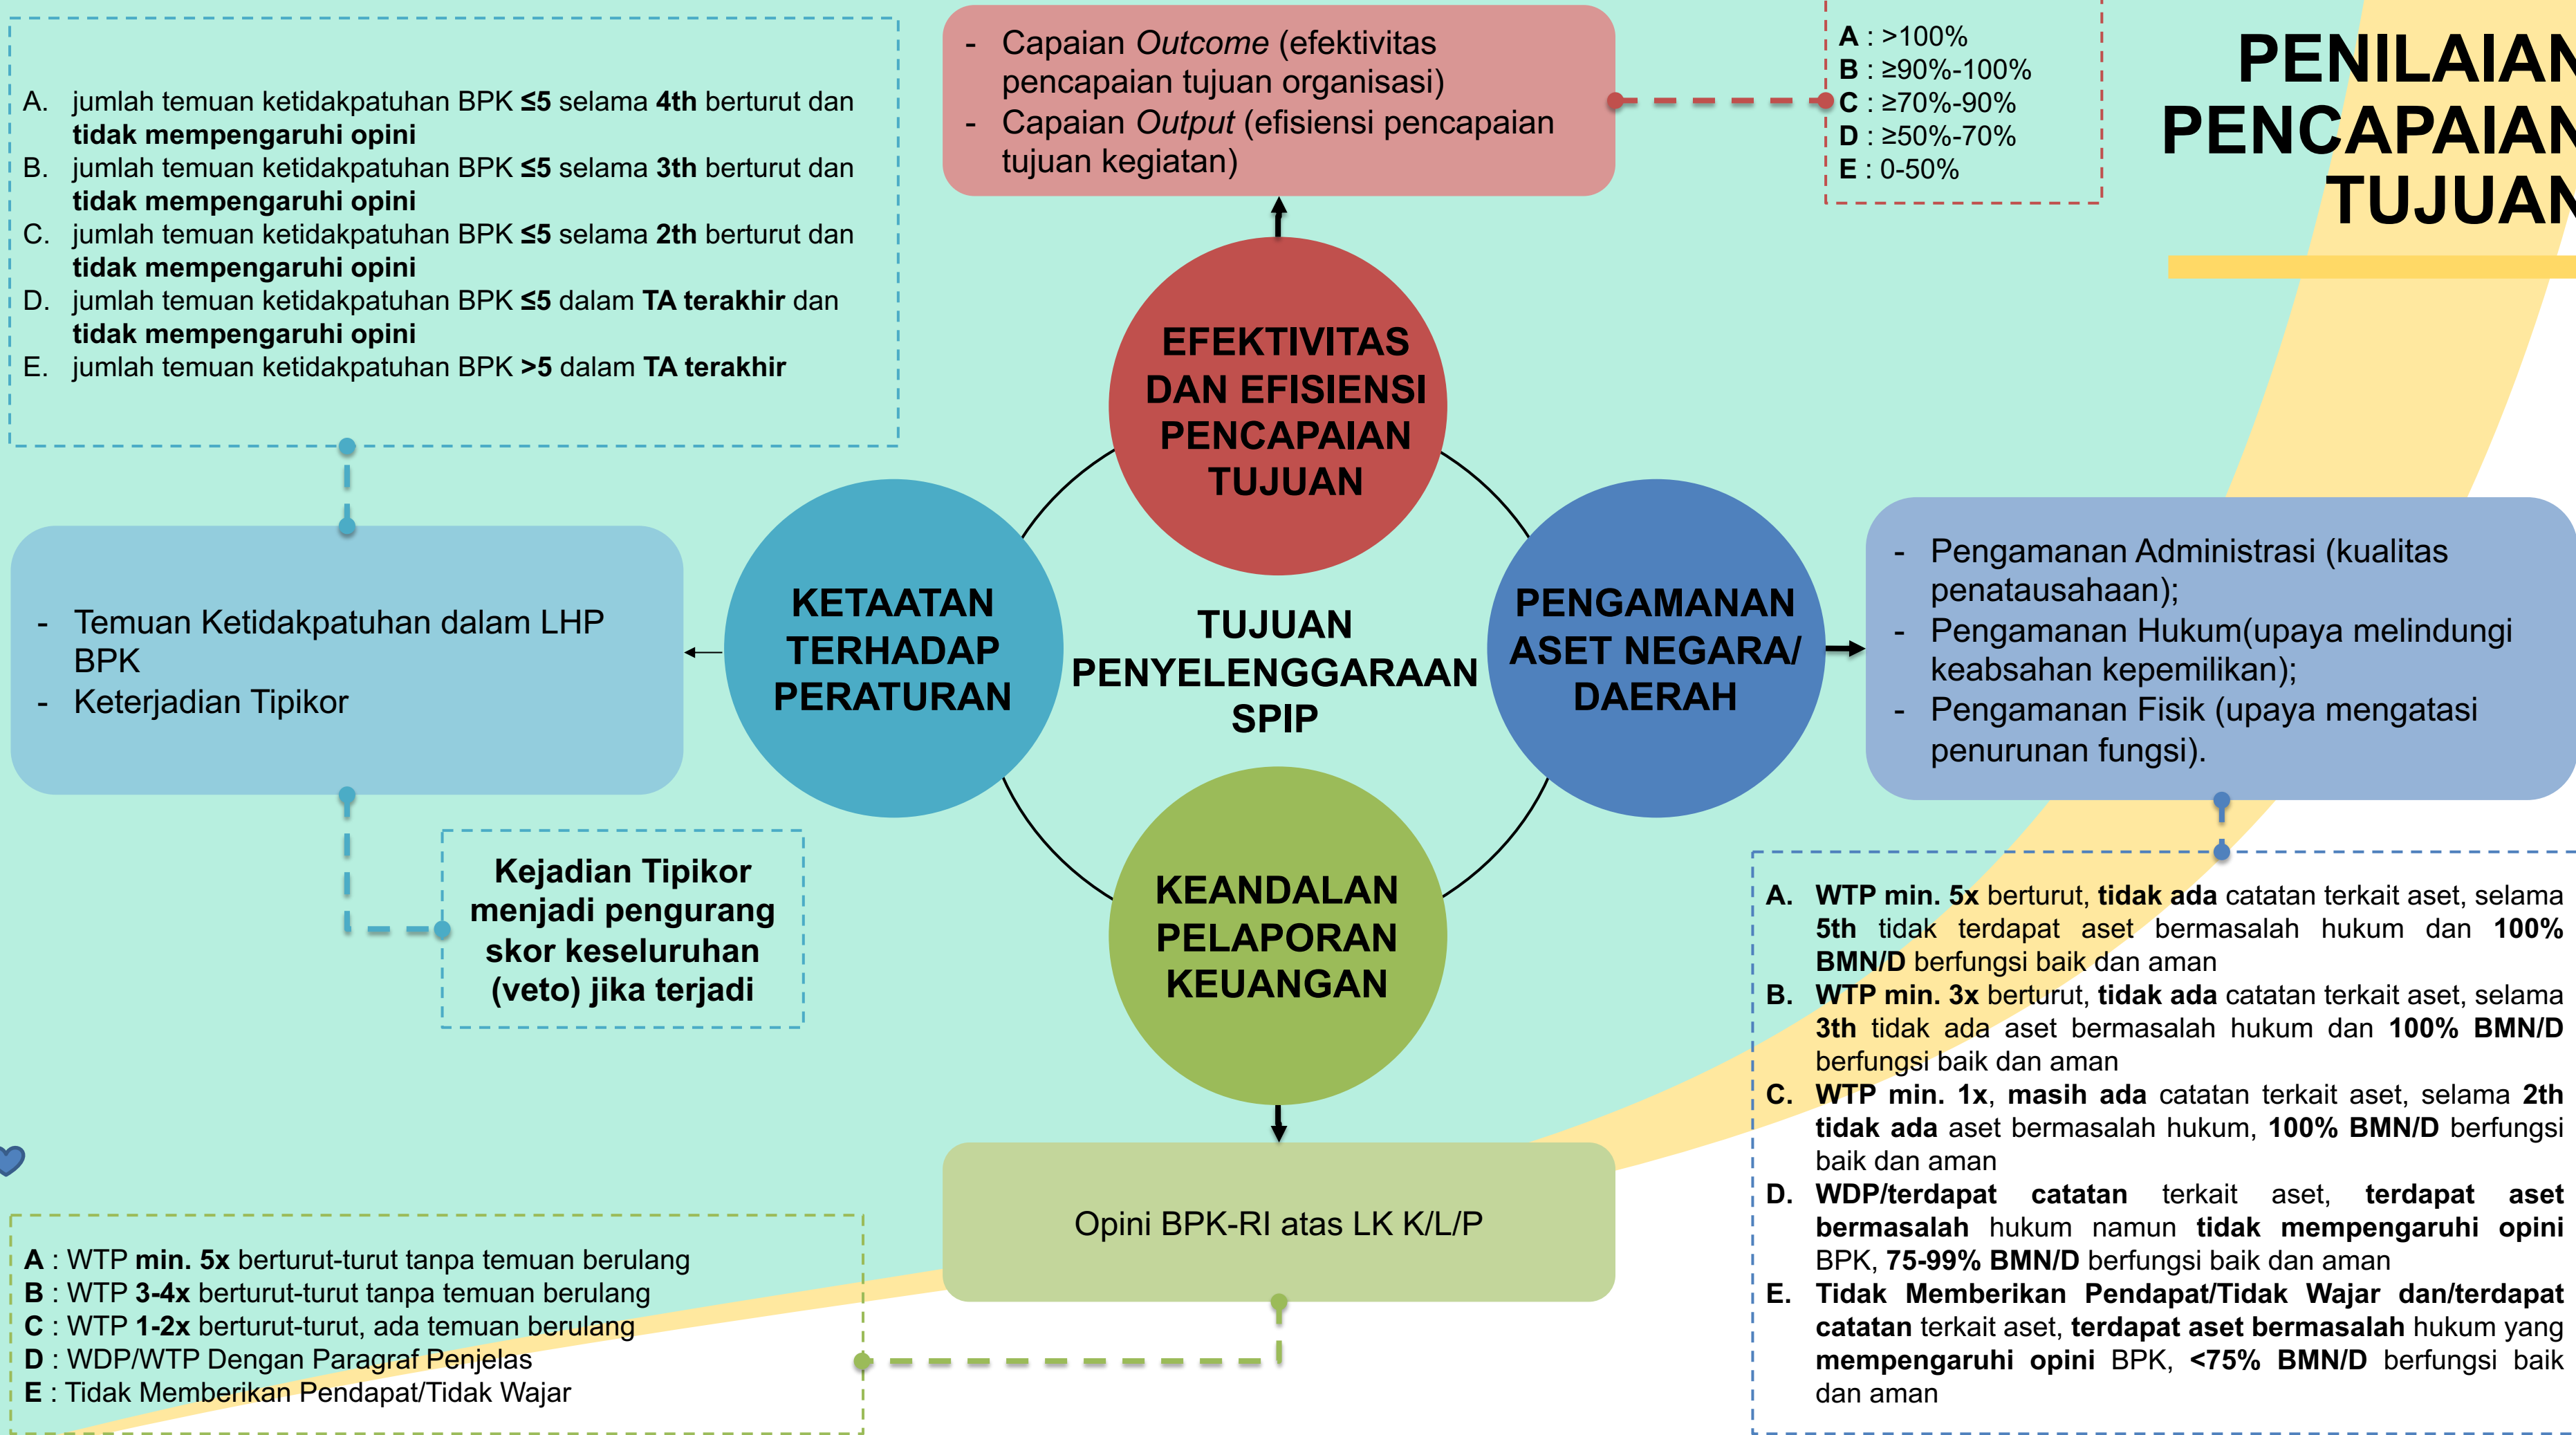 PENILAIAN
PENCAPAIAN
TUJUAN
- Capaian Outcome (efektivitas
pencapaian tujuan organisasi)
- Capaian Output (efisiensi pencapaian
tujuan kegiatan)
A : >100%
B : ≥90%-100%
C : ≥70%-90%
D : ≥50%-70%
E : 0-50%
A. jumlah temuan ketidakpatuhan BPK ≤5 selama 4th berturut dan
tidak mempengaruhi opini
B. jumlah temuan ketidakpatuhan BPK ≤5 selama 3th berturut dan
tidak mempengaruhi opini
C. jumlah temuan ketidakpatuhan BPK ≤5 selama 2th berturut dan
tidak mempengaruhi opini
D. jumlah temuan ketidakpatuhan BPK ≤5 dalam TA terakhir dan
tidak mempengaruhi opini
E. jumlah temuan ketidakpatuhan BPK >5 dalam TA terakhir
EFEKTIVITAS
DAN EFISIENSI
PENCAPAIAN
TUJUAN
- Temuan Ketidakpatuhan dalam LHP
BPK
- Keterjadian Tipikor
KETAATAN
TERHADAP
PERATURAN
TUJUAN
PENYELENGGARAAN
SPIP
PENGAMANAN
ASET NEGARA/
DAERAH
- Pengamanan Administrasi (kualitas
penatausahaan);
- Pengamanan Hukum(upaya melindungi
keabsahan kepemilikan);
- Pengamanan Fisik (upaya mengatasi
penurunan fungsi).
Kejadian Tipikor
menjadi pengurang
skor keseluruhan
(veto) jika terjadi
KEANDALAN
PELAPORAN
KEUANGAN
A. WTP min. 5x berturut, tidak ada catatan terkait aset, selama
5th tidak terdapat aset bermasalah hukum dan 100%
BMN/D berfungsi baik dan aman
B. WTP min. 3x berturut, tidak ada catatan terkait aset, selama
3th tidak ada aset bermasalah hukum dan 100% BMN/D
berfungsi baik dan aman
C. WTP min. 1x, masih ada catatan terkait aset, selama 2th
tidak ada aset bermasalah hukum, 100% BMN/D berfungsi
baik dan aman
D. WDP/terdapat catatan terkait aset, terdapat aset
bermasalah hukum namun tidak mempengaruhi opini
BPK, 75-99% BMN/D berfungsi baik dan aman
E. Tidak Memberikan Pendapat/Tidak Wajar dan/terdapat
catatan terkait aset, terdapat aset bermasalah hukum yang
mempengaruhi opini BPK, <75% BMN/D berfungsi baik
dan aman
Opini BPK-RI atas LK K/L/P
A : WTP min. 5x berturut-turut tanpa temuan berulang
B : WTP 3-4x berturut-turut tanpa temuan berulang
C : WTP 1-2x berturut-turut, ada temuan berulang
D : WDP/WTP Dengan Paragraf Penjelas
E : Tidak Memberikan Pendapat/Tidak Wajar